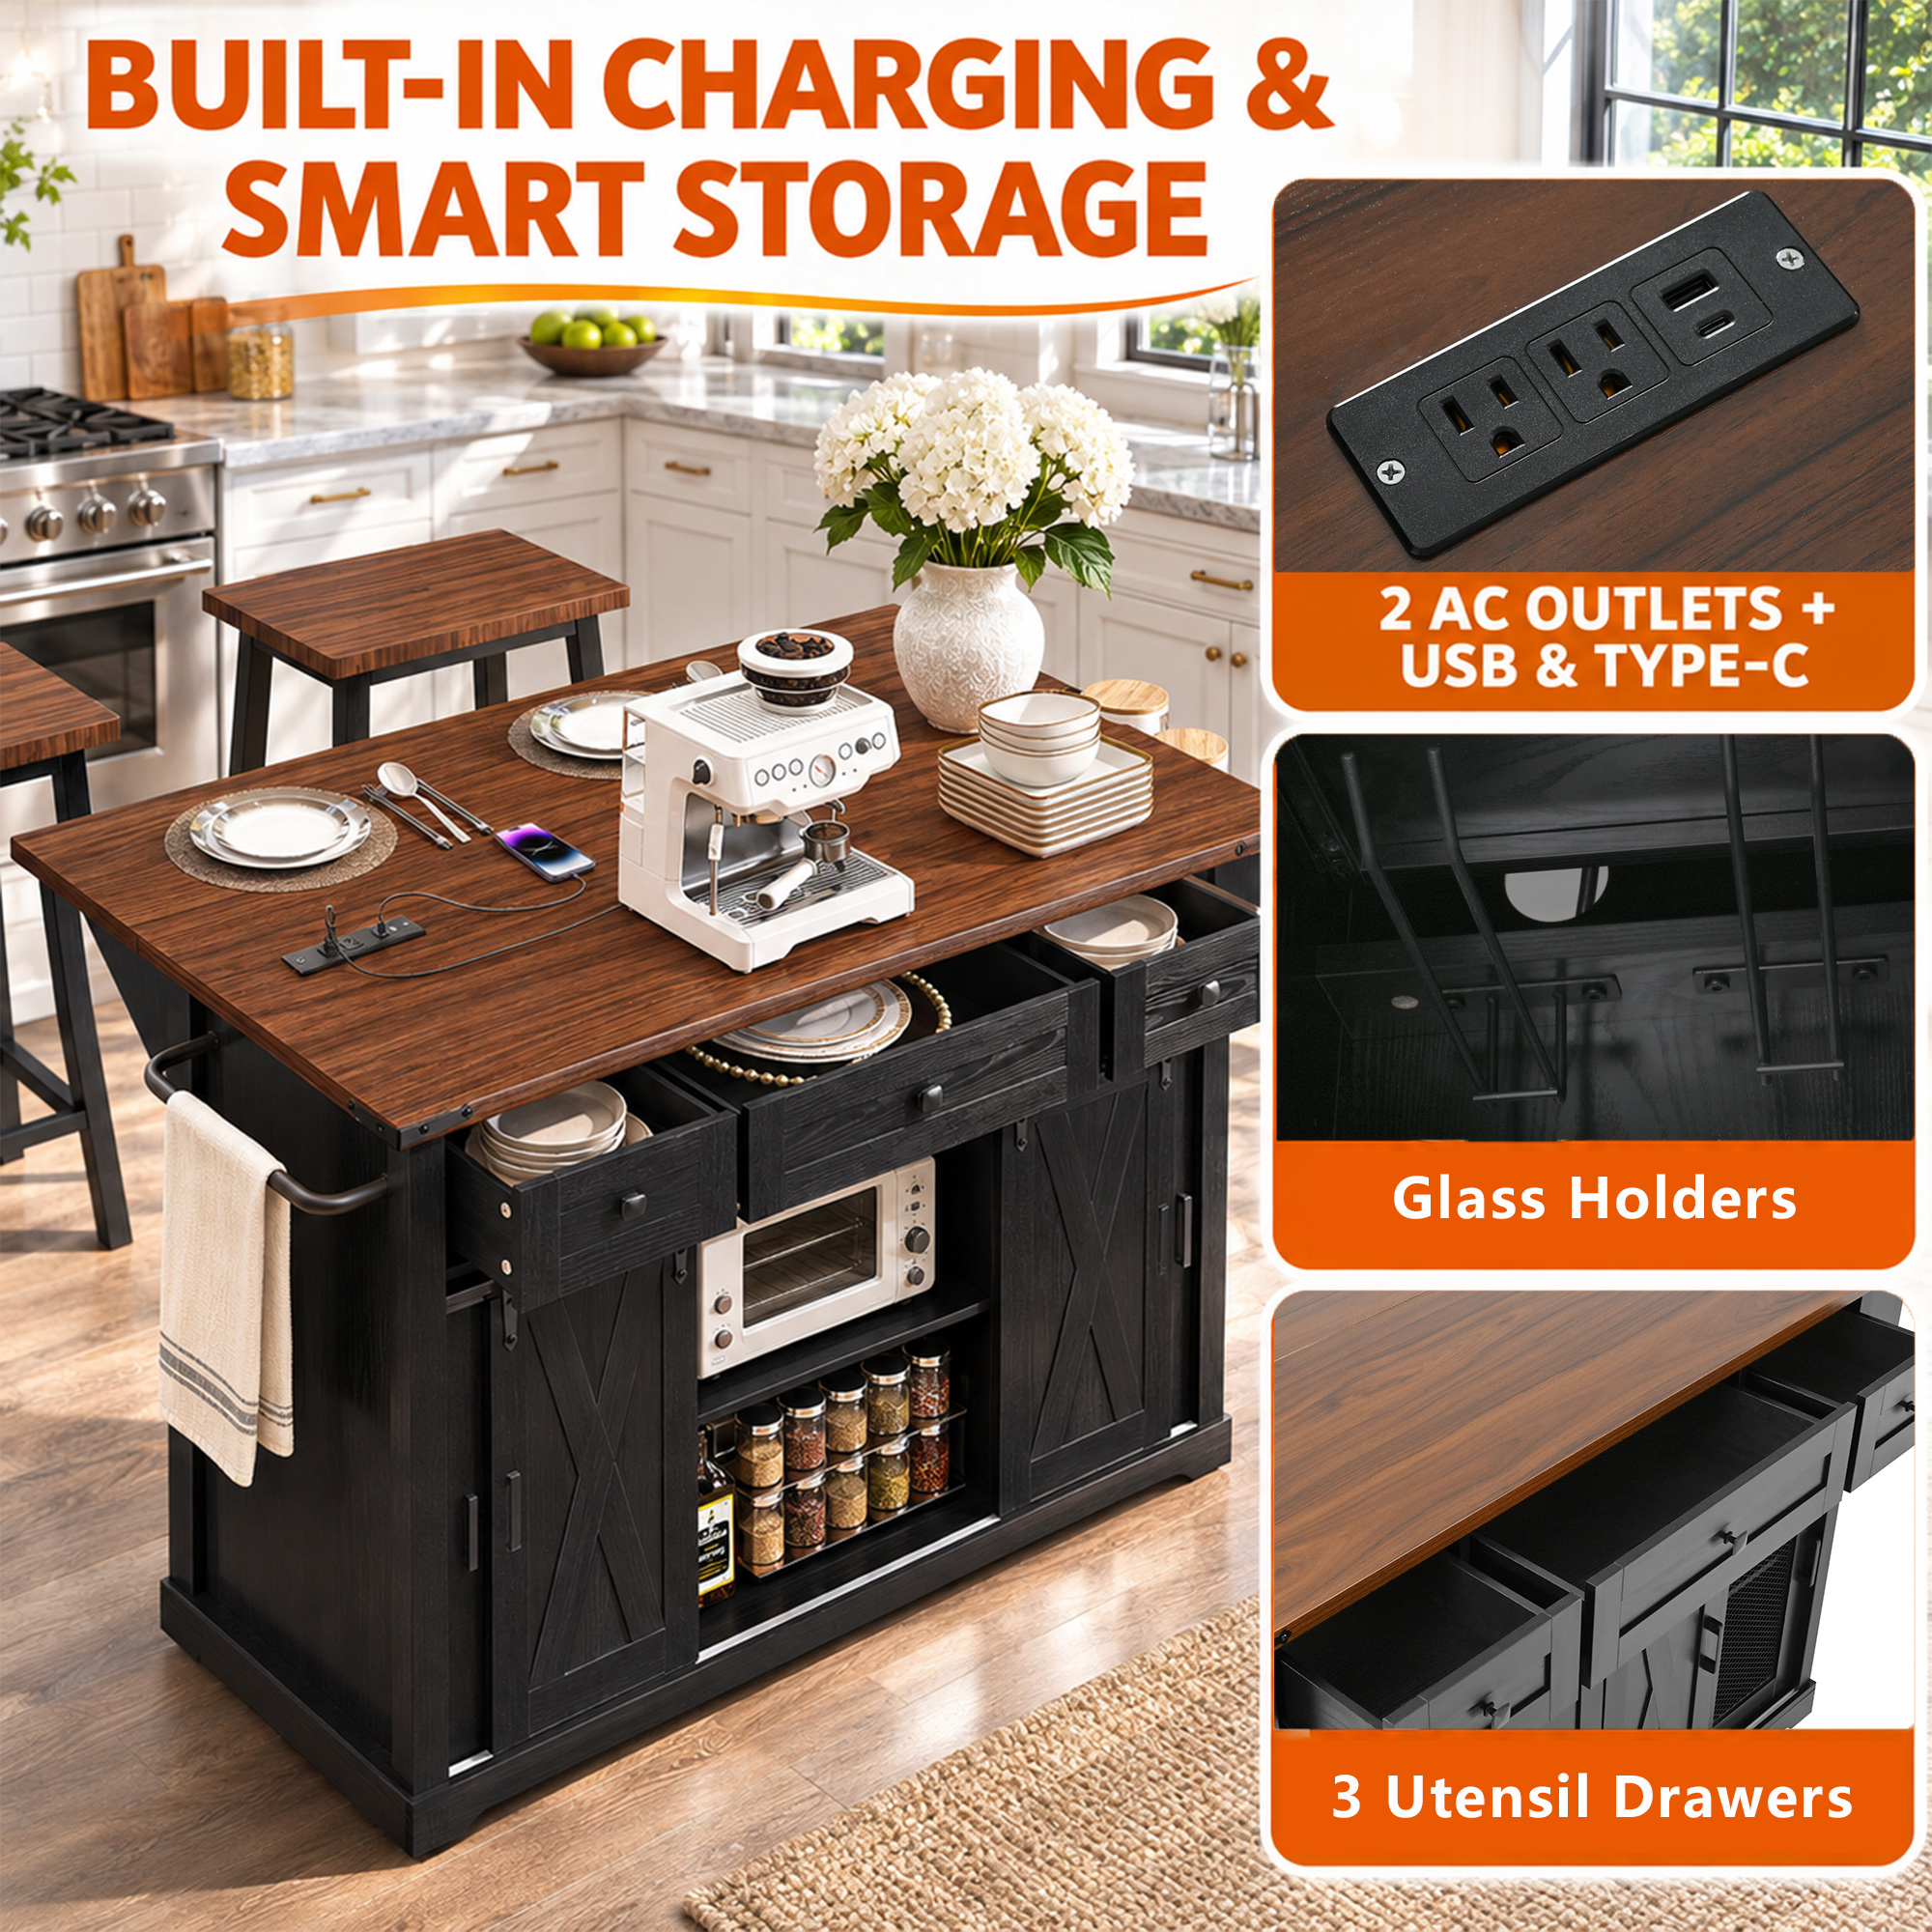 BUILT-IN CHARGING &
SMART STORAGE
2 AC OUTLETS +
USB & TYPE-C
Glass Holders
3 Utensil Drawers